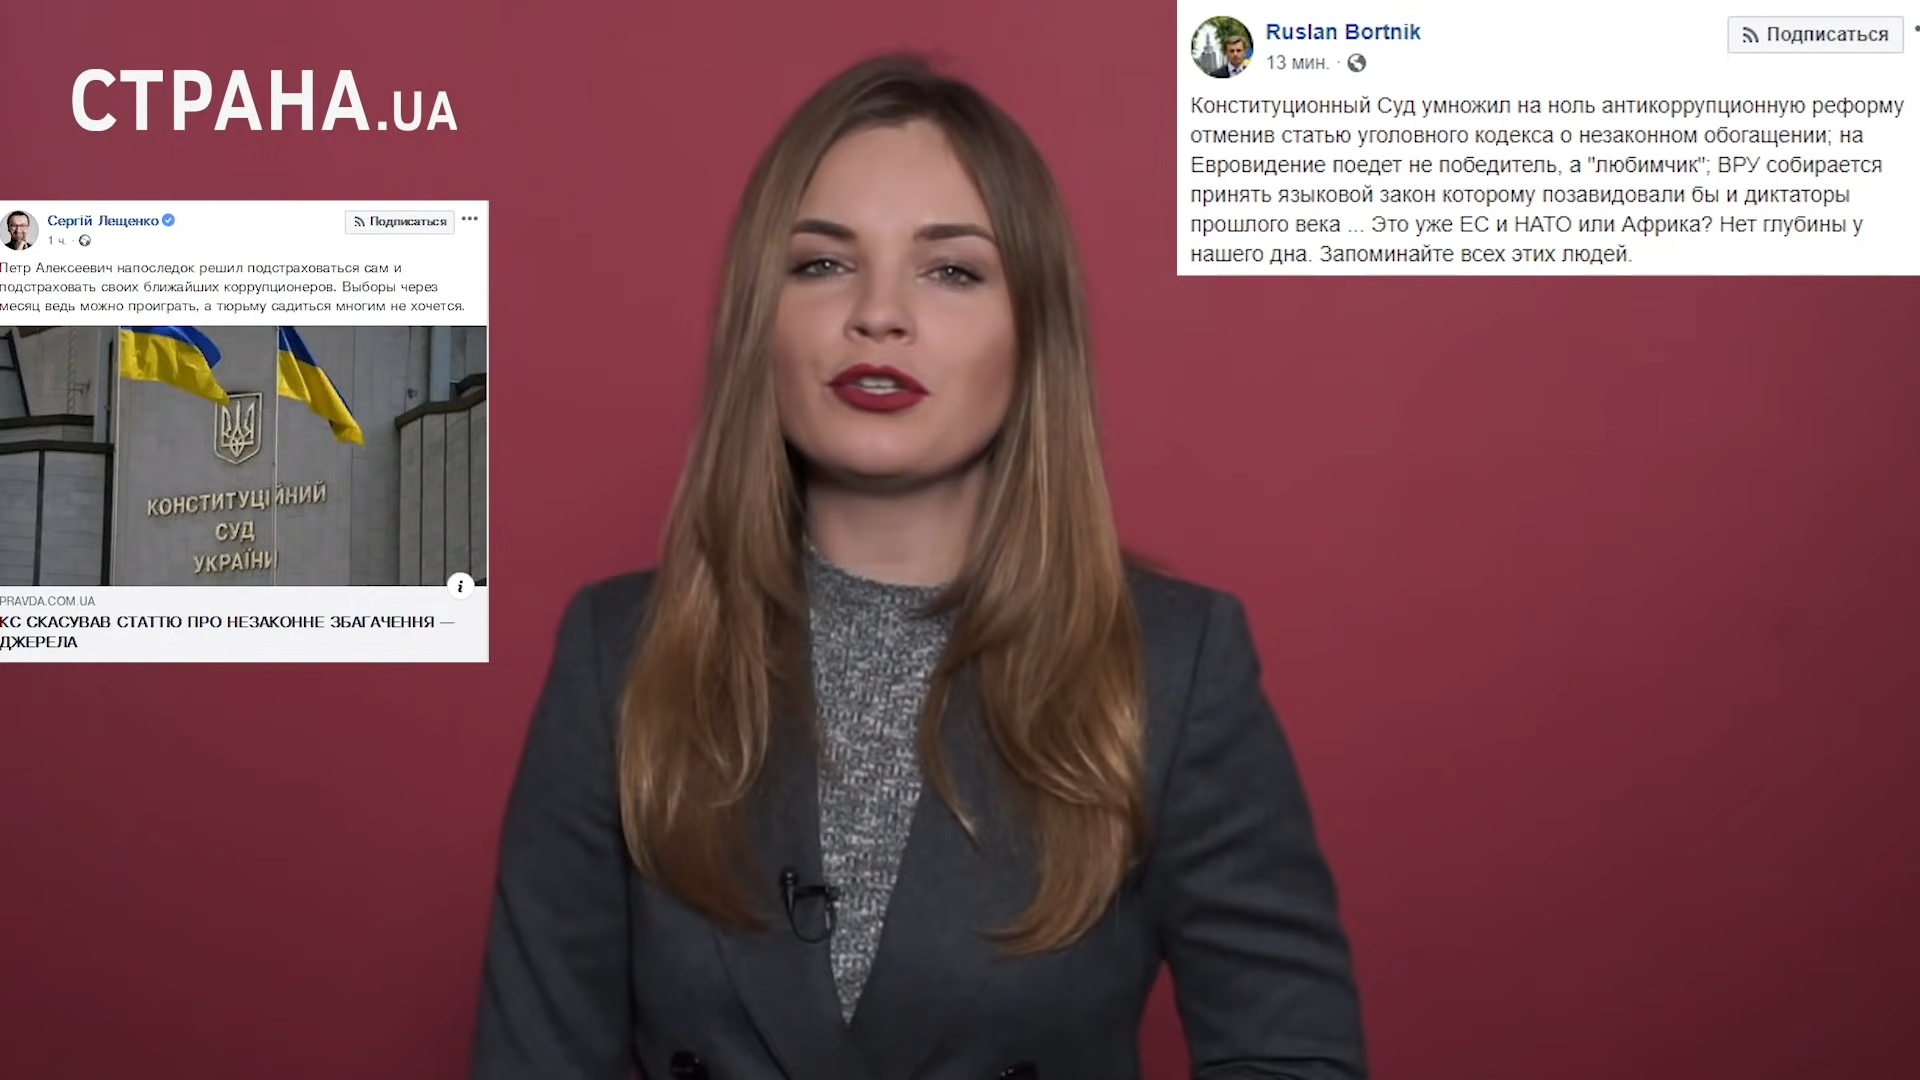 СТРАНА.UA
Сергій Лещенко
Подписаться
1 ч.
Петр Алексеевич напоследок решил подстраховаться сам и
подстраховать своих ближайших коррупционеров. Выборы через
месяц ведь можно проиграть, а тюрьму садиться многим не хочется.
КОНСТИТУЦІЙНИЙ
СУД
УКРАЇНИ
PRAVDA.COM.UA
КС СКАСУВАВ СТАТТЮ ПРО НЕЗАКОННЕ ЗБАГАЧЕННЯ —
ДЖЕРЕЛА
Ruslan Bortnik
Подписаться
13 мин.
Конституционный Суд умножил на ноль антикоррупционную реформу
отменив статью уголовного кодекса о незаконном обогащении; на
Евровидение поедет не победитель, а "любимчик"; ВРУ собирается
принять языковой закон которому позавидовали бы и диктаторы
прошлого века ... Это уже ЕС и НАТО или Африка? Нет глубины у
нашего дна. Запоминайте всех этих людей.